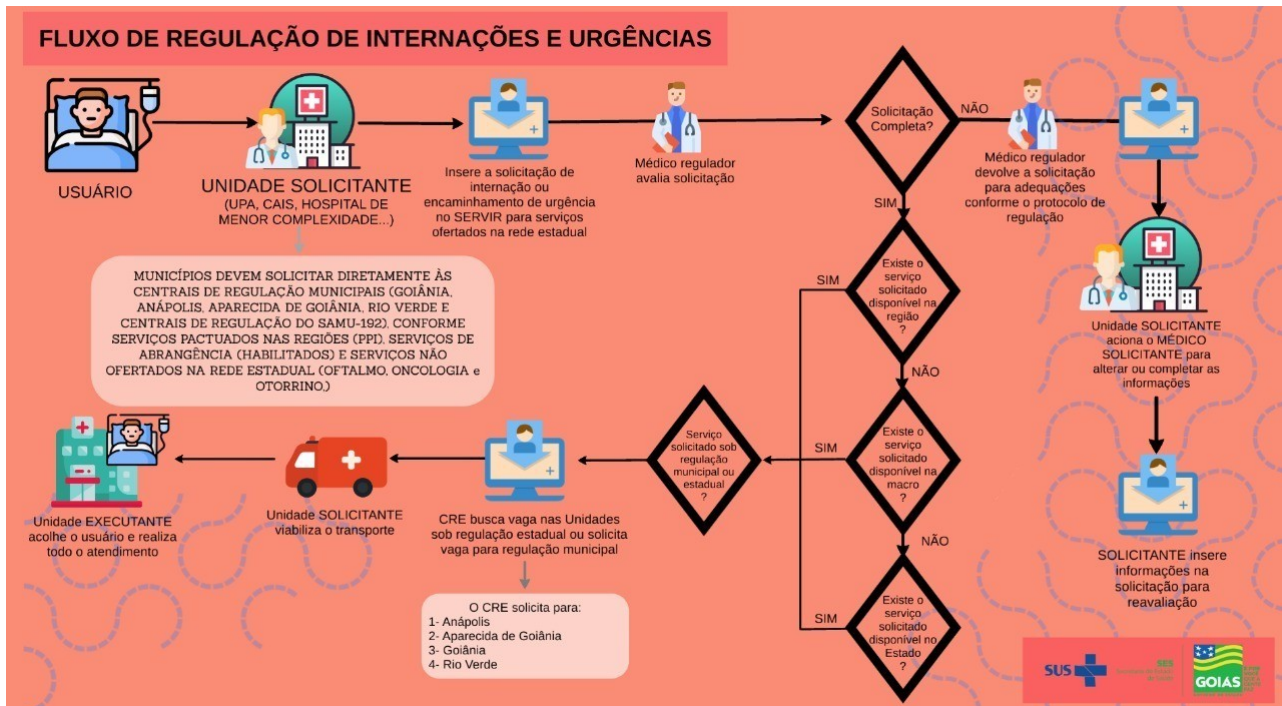 FLUXO DE REGULAÇÃO DE INTERNAÇÕES E URGÊNCIAS
USUÁRIO
UNIDADE SOLICITANTE
(UPA, CAIS, HOSPITAL DE
MENOR COMPLEXIDADE...)
Insere a solicitação de
internação ou
encaminhamento de urgência
no SERVIR para serviços
ofertados na rede estadual
Médico regulador
avalia solicitação
Solicitação
Completa?
NÃO
Médico regulador
devolve a solicitação
para adequações
conforme o protocolo de
regulação
SIM
MUNICÍPIOS DEVEM SOLICITAR DIRETAMENTE ÀS
CENTRAIS DE REGULAÇÃO MUNICIPAIS (GOIÂNIA,
ANÁPOLIS, APARECIDA DE GOIÂNIA, RIO VERDE E
CENTRAIS DE REGULAÇÃO DO SAMU-192), CONFORME
SERVIÇOS PACTUADOS NAS REGIÕES (PPI), SERVIÇOS DE
ABRANGÊNCIA (HABILITADOS) E SERVIÇOS NÃO
OFERTADOS NA REDE ESTADUAL (OFTALMO, ONCOLOGIA e
OTORRINO,)
SIM
Existe o
serviço
solicitado
disponível na
região
?
Unidade SOLICITANTE
aciona o MÉDICO
SOLICITANTE para
alterar ou completar as
informações
NÃO
Unidade EXECUTANTE
acolhe o usuário e realiza
todo o atendimento
Unidade SOLICITANTE
viabiliza o transporte
CRE busca vaga nas Unidades
sob regulação estadual ou solicita
vaga para regulação municipal
Serviço
solicitado sob
regulação
municipal ou
estadual
?
SIM
Existe o
serviço
solicitado
disponível na
macro
?
NÃO
SOLICITANTE insere
informações na
solicitação para
reavaliação
O CRE solicita para:
1- Anápolis
2- Aparecida de Goiânia
3- Goiânia
4- Rio Verde
SIM
Existe o
serviço
solicitado
disponível no
Estado
?
SUS
SES
GOIÁS